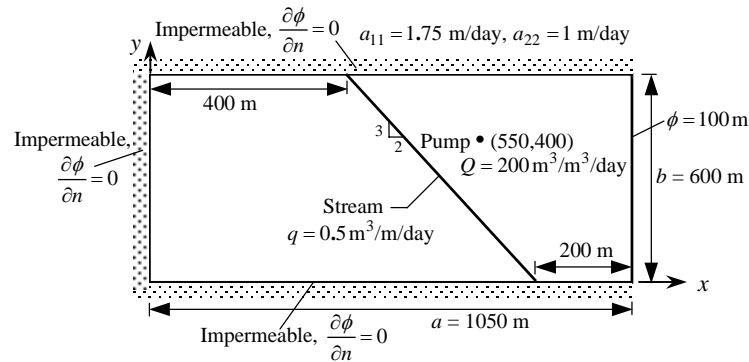 Impermeable, ∂ϕ/∂n = 0
a₁₁ = 1.75 m/day, a₂₂ = 1 m/day
y
400 m
Impermeable,
∂ϕ/∂n = 0
3
2
Pump • (550,400)
Q = 200 m³/m³/day
ϕ = 100 m
b = 600 m
Stream
q = 0.5 m³/m/day
200 m
x
a = 1050 m
Impermeable, ∂ϕ/∂n = 0